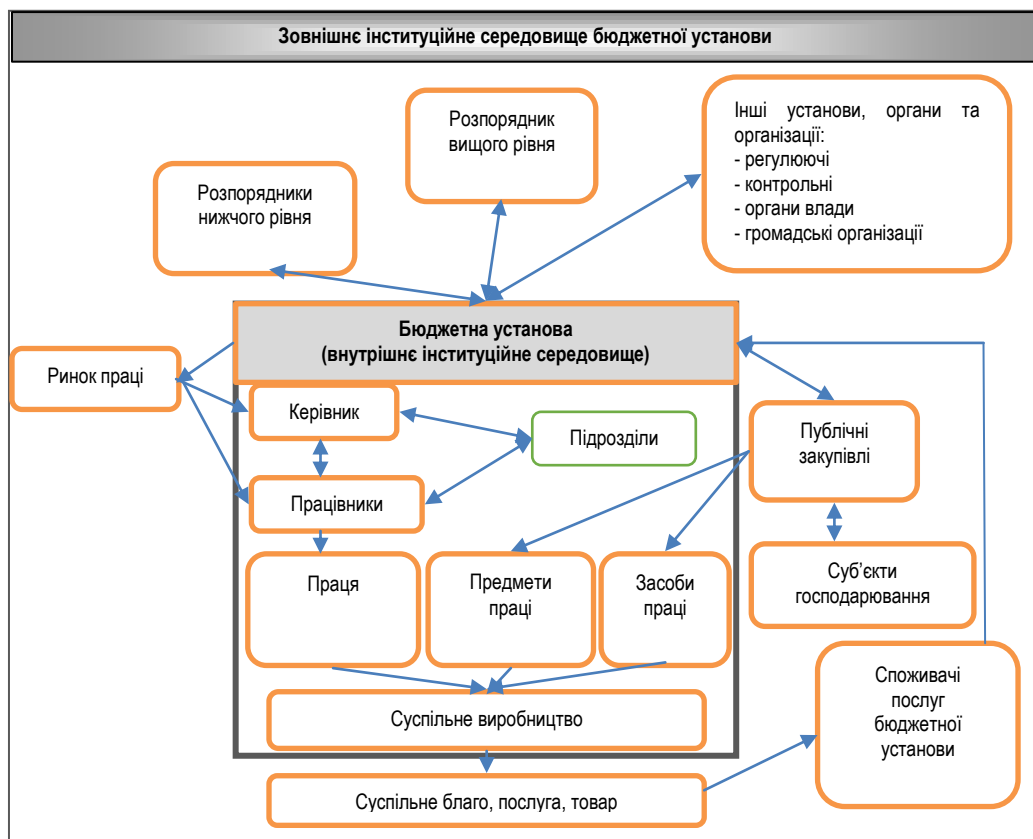 Зовнішнє інституційне середовище бюджетної установи
Розпорядник
вищого рівня
Інші установи, органи та
організації:
- регулюючі
- контрольні
- органи влади
- громадські організації
Розпорядники
нижчого рівня
Бюджетна установа
(внутрішнє інституційне середовище)
Ринок праці
Керівник
Підрозділи
Публічні
закупівлі
Працівники
Праця
Предмети
праці
Засоби
праці
Суб’єкти
господарювання
Споживачі
послуг
бюджетної
установи
Суспільне виробництво
Суспільне благо, послуга, товар